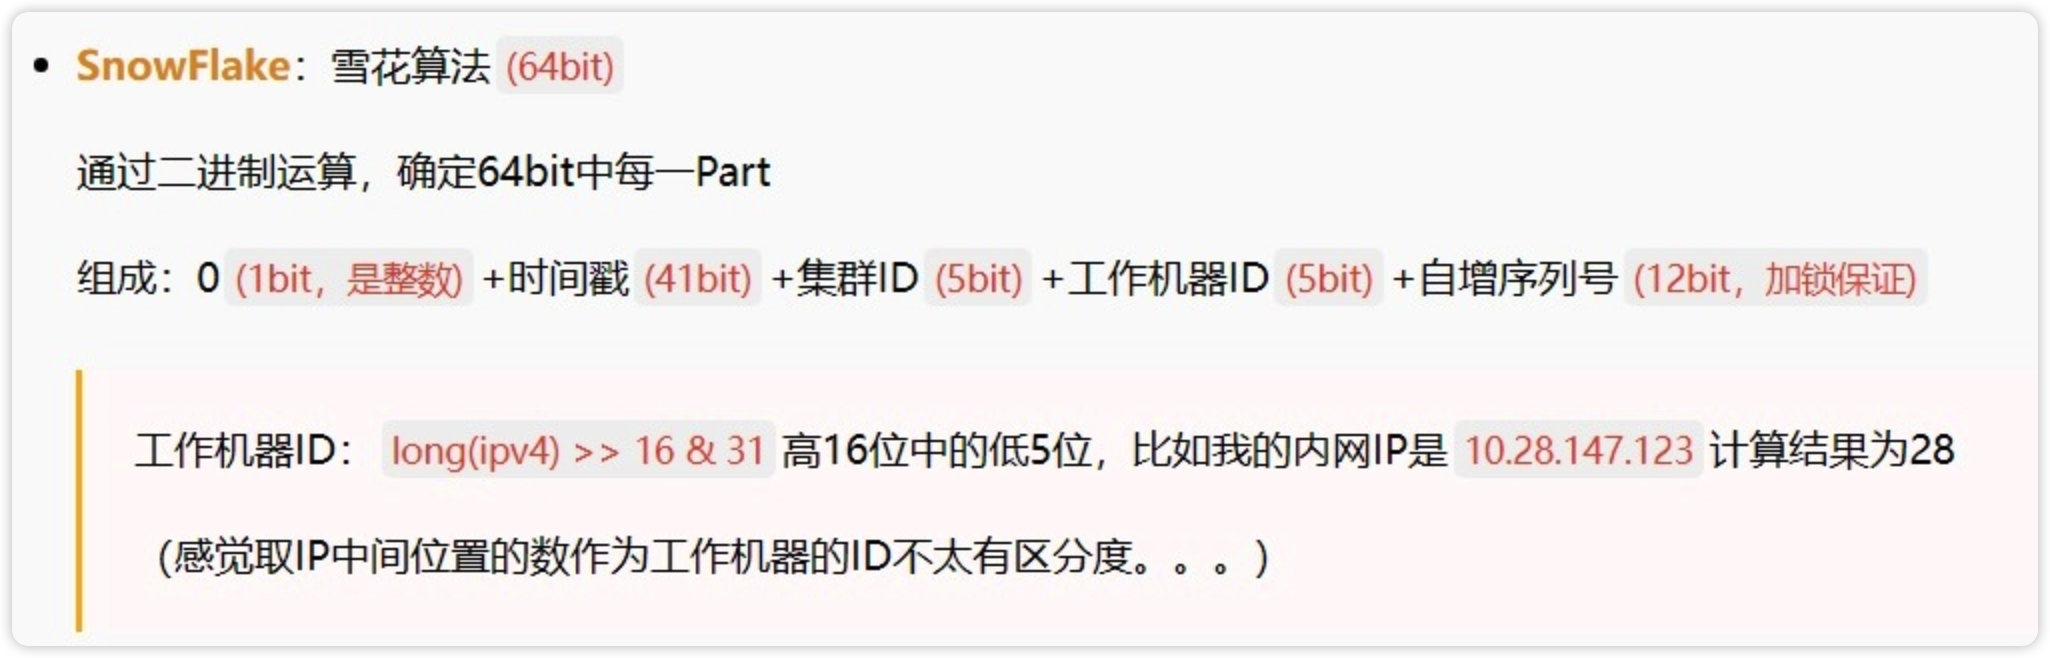 • SnowFlake：雪花算法 (64bit)
通过二进制运算，确定64bit中每一Part
组成：0 (1bit，是整数) +时间戳 (41bit) +集群ID (5bit) +工作机器ID (5bit) +自增序列号 (12bit，加锁保证)
工作机器ID： long(ipv4) >> 16 & 31 高16位中的低5位，比如我的内网IP是 10.28.147.123 计算结果为28
（感觉取IP中间位置的数作为工作机器的ID不太有区分度。。。）